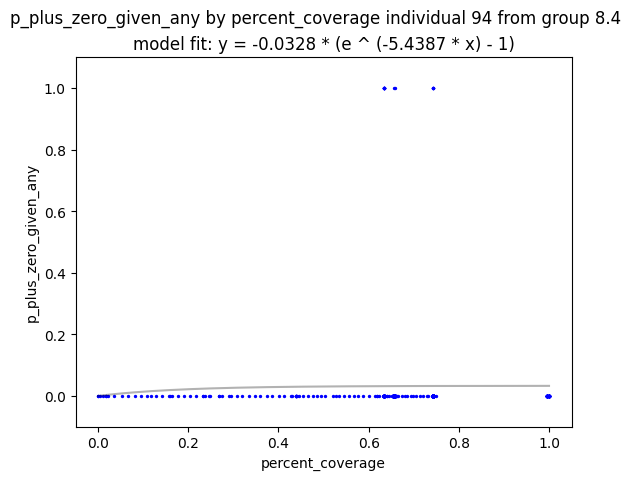 p_plus_zero_given_any by percent_coverage individual 94 from group 8.4
model fit: y = -0.0328 * (e ^ (-5.4387 * x) - 1)
1.0
0.8
0.6
0.4
0.2
0.0
p_plus_zero_given_any
0.0 0.2 0.4 0.6 0.8 1.0
percent_coverage